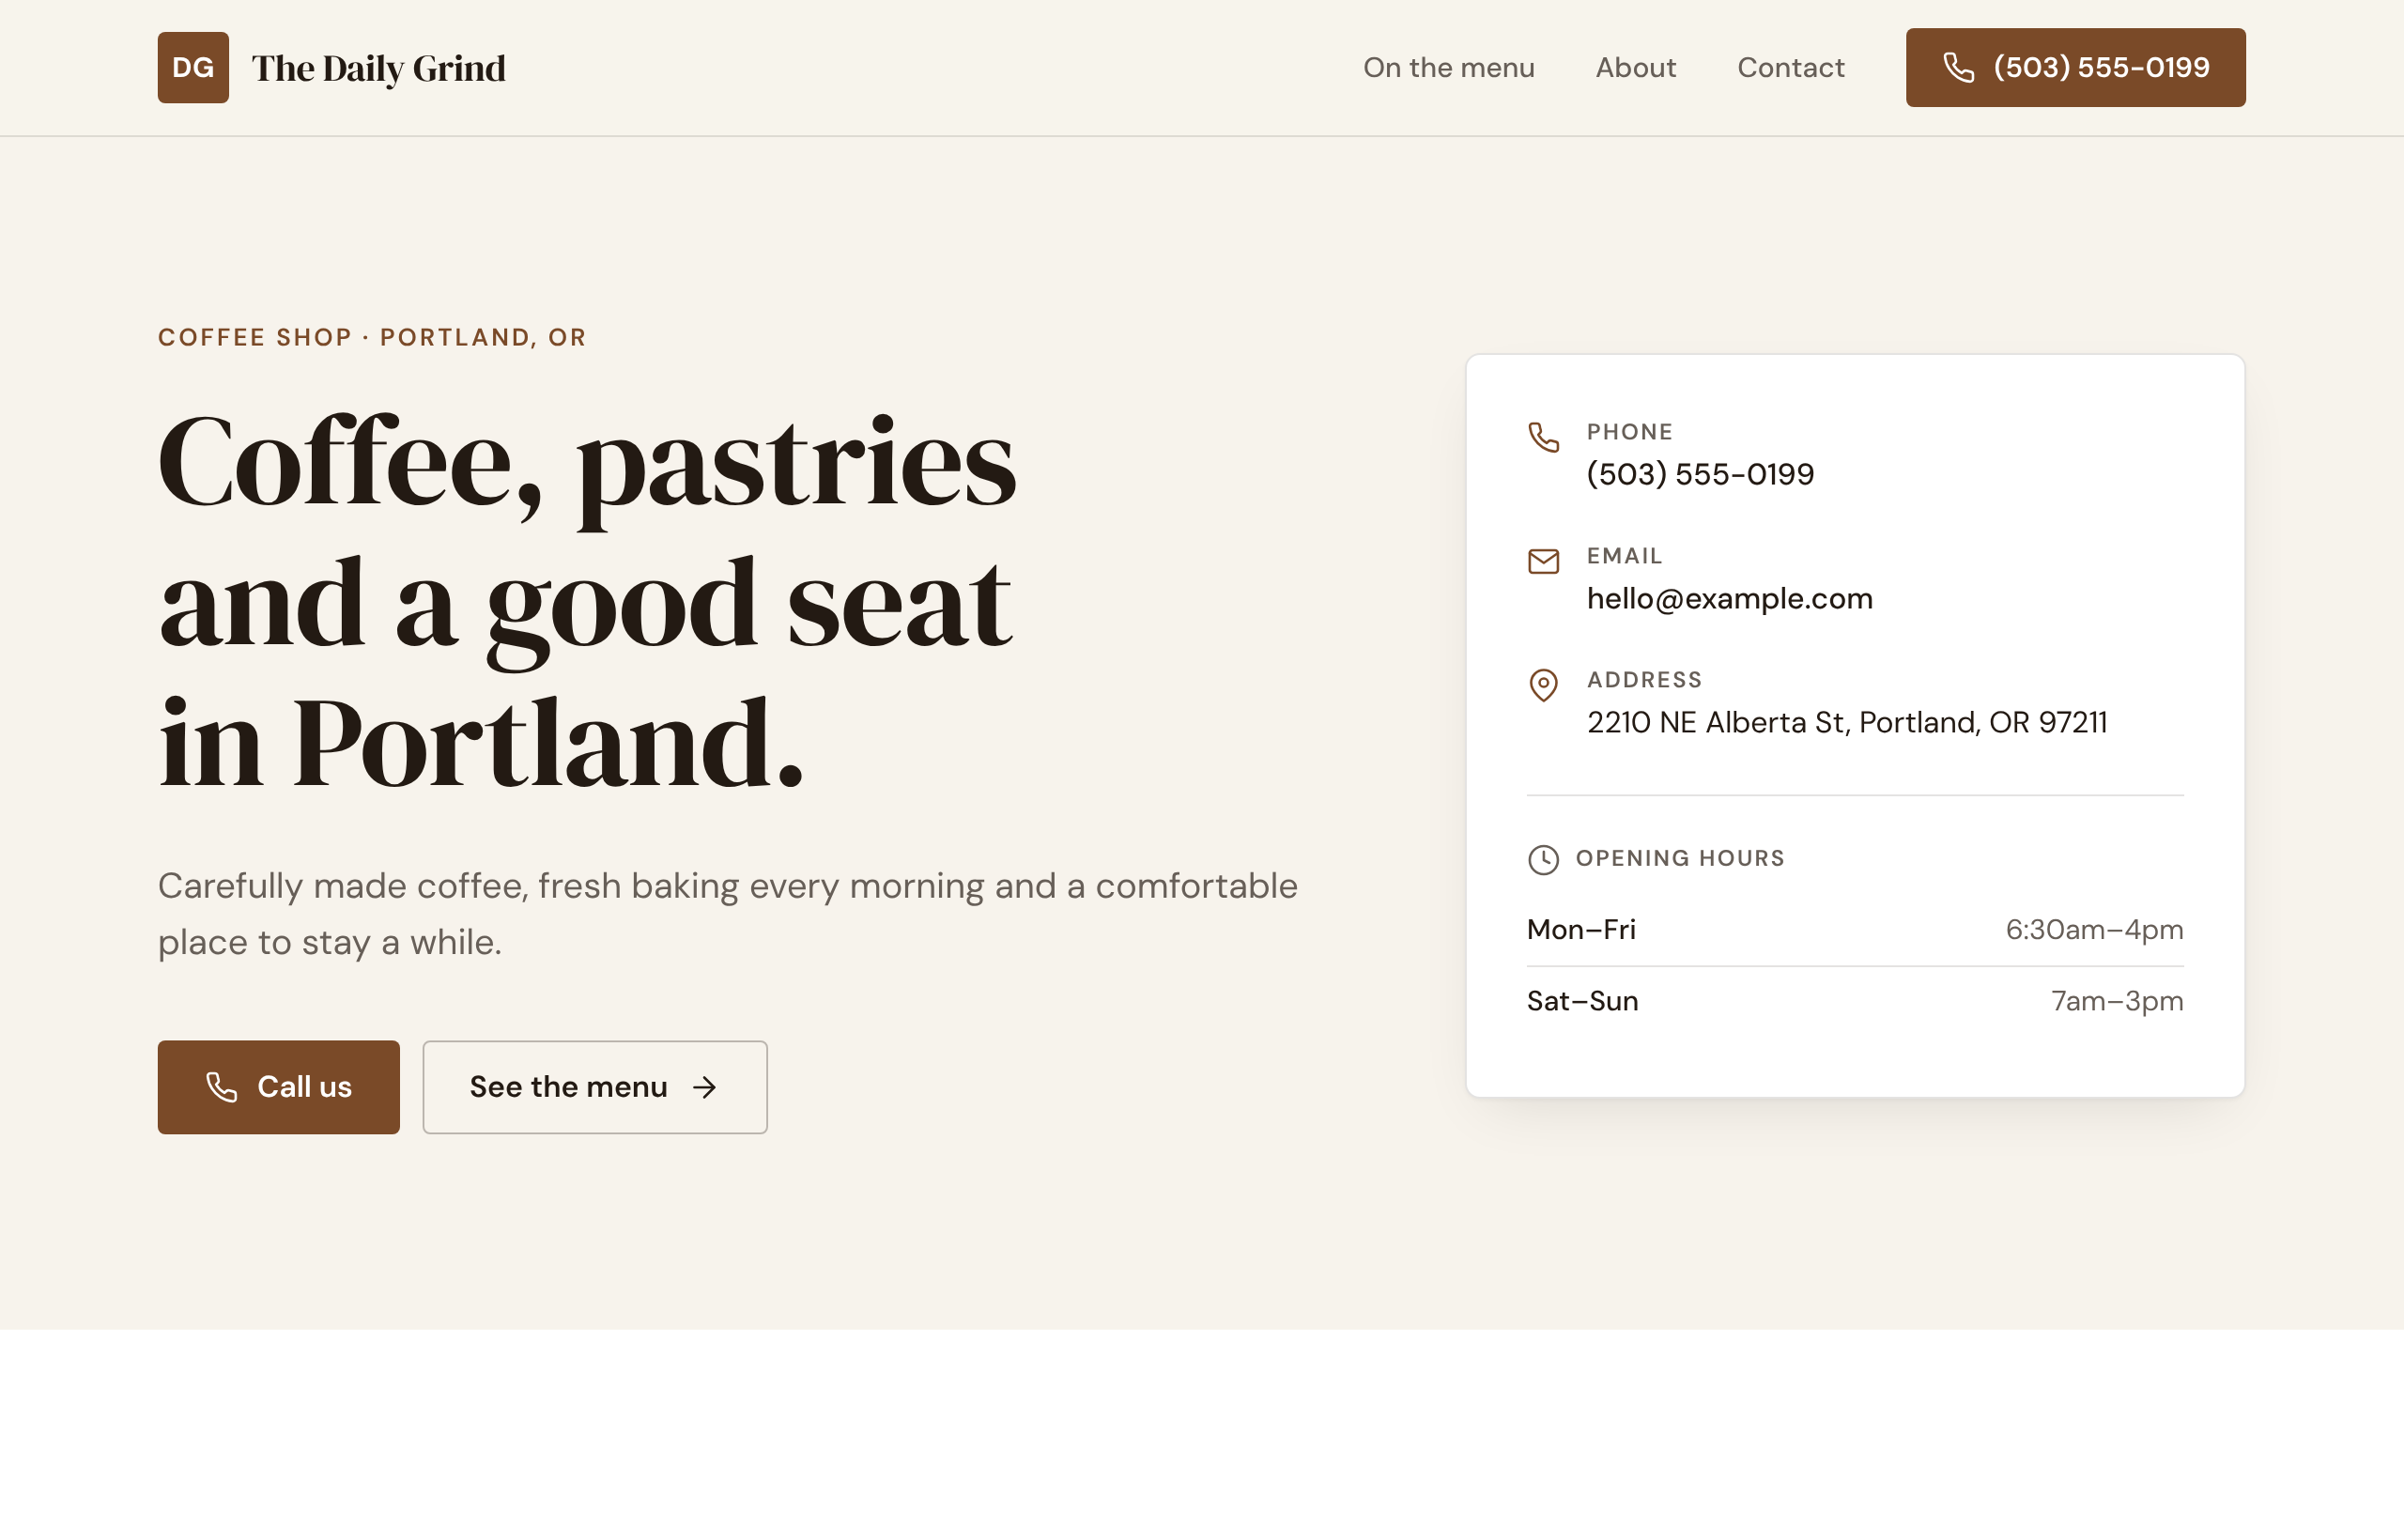 DG
The Daily Grind
On the menu
About
Contact
(503) 555-0199
COFFEE SHOP · PORTLAND, OR
Coffee, pastries
and a good seat
in Portland.
Carefully made coffee, fresh baking every morning and a comfortable
place to stay a while.
Call us
See the menu
PHONE
(503) 555-0199
EMAIL
hello@example.com
ADDRESS
2210 NE Alberta St, Portland, OR 97211
OPENING HOURS
Mon–Fri 6:30am–4pm
Sat–Sun 7am–3pm